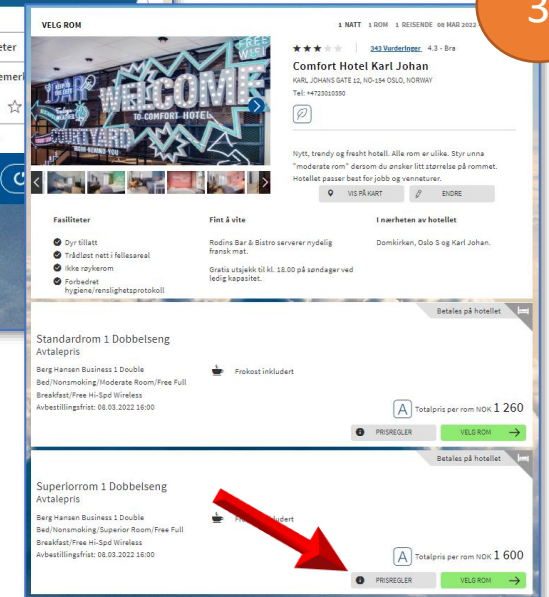 3
eter
VELG ROM
1 NATT 1 ROM 1 REISENDE 08 MAR 2022
343 Vurderinger 4.3 - Bra
Comfort Hotel Karl Johan
KARL JOHANS GATE 12, NO-154 OSLO, NORWAY
Tel: +4723010350
FREE
WIFI
BAR
WELCOME
TO COMFORT HOTEL
COURTYARD
RIGHT BEHIND YOU
Nytt, trendy og fresht hotell. Alle rom er ulike. Styr unna
"moderate rom" dersom du ønsker litt størrelse på rommet.
Hotellet passer best for jobb og venneturer.
VIS PÅ KART
ENDRE
Fasiliteter
Dyr tillatt
Trådløst nett i fellesareal
Ikke røykerom
Forbedret
hygiene/renslighetsprotokoll
Fint å vite
Rodins Bar & Bistro serverer nydelig
fransk mat.
Gratis utsjekk til kl. 18.00 på søndager ved
ledig kapasitet.
I nærheten av hotellet
Domkirken, Oslo S og Karl Johan.
Betales på hotellet
Standardrom 1 Dobbelseng
Avtalepris
Berg Hansen Business 1 Double
Bed/Nonsmoking/Moderate Room/Free Full
Breakfast/Free Hi-Spd Wireless
Avbestillingsfrist: 08.03.2022 16:00
Frokost inkludert
A Totalpris per rom NOK 1 260
PRISREGLER
VELG ROM
Betales på hotellet
Superiorrom 1 Dobbelseng
Avtalepris
Berg Hansen Business 1 Double
Bed/Nonsmoking/Superior Room/Free Full
Breakfast/Free Hi-Spd Wireless
Avbestillingsfrist: 08.03.2022 16:00
inkludert
A Totalpris per rom NOK 1 600
PRISREGLER
VELG ROM